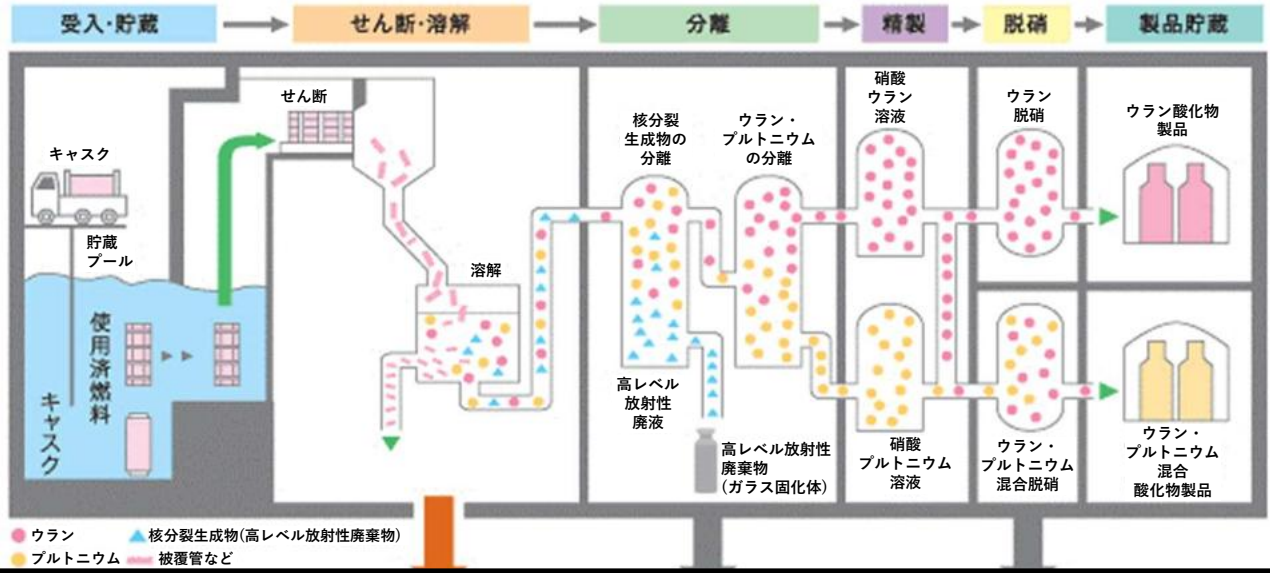 受入・貯蔵
せん断・溶解
分離
精製
脱硝
製品貯蔵
キャスク
貯蔵
プール
使用済燃料
キャスク
せん断
溶解
核分裂
生成物の
分離
ウラン・
プルトニウム
の分離
高レベル
放射性
廃液
高レベル放射性
廃棄物
(ガラス固化体)
硝酸
ウラン
溶液
硝酸
プルトニウム
溶液
ウラン
脱硝
ウラン・
プルトニウム
混合脱硝
ウラン酸化物
製品
ウラン・
プルトニウム
混合
酸化物製品
ウラン
核分裂生成物(高レベル放射性廃棄物)
プルトニウム
被覆管など